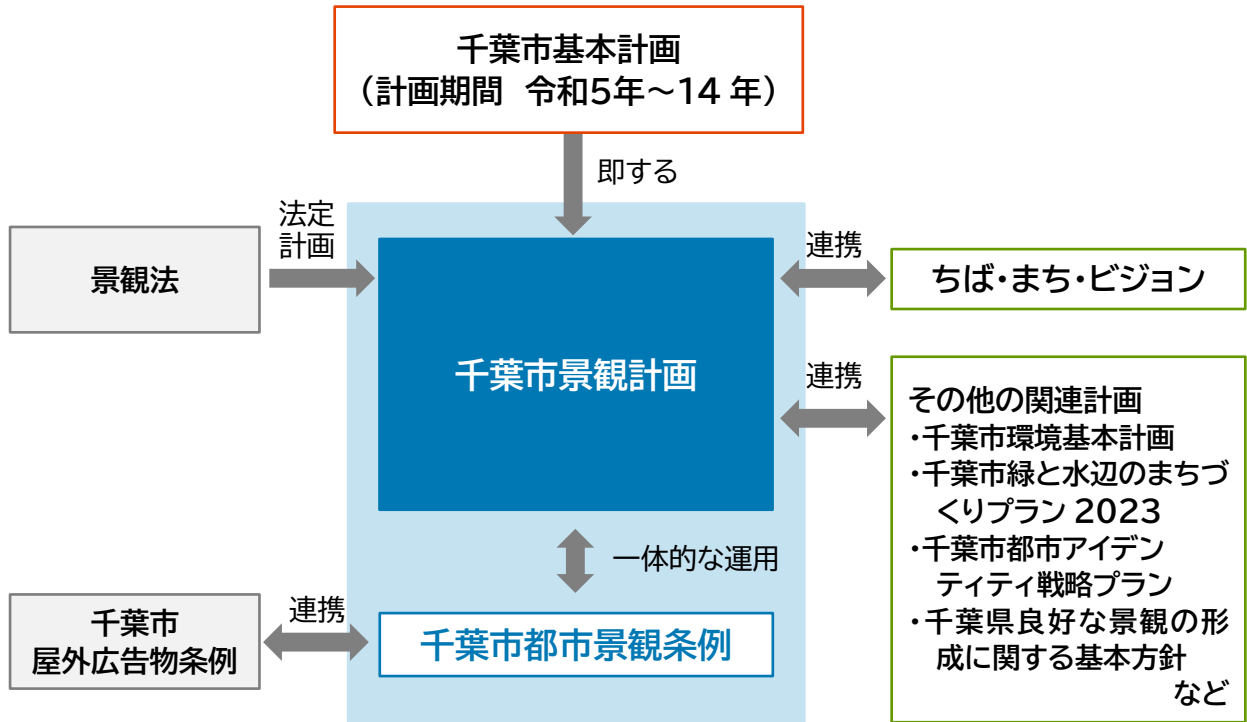 千葉市基本計画
（計画期間　令和5年～14 年）
即する
法定
計画
景観法
千葉市景観計画
連携
ちば・まち・ビジョン
連携
その他の関連計画
・千葉市環境基本計画
・千葉市緑と水辺のまちづ
くりプラン 2023
・千葉市都市アイデン
ティティ戦略プラン
・千葉県良好な景観の形
成に関する基本方針
など
一体的な運用
千葉市
屋外広告物条例
連携
千葉市都市景観条例